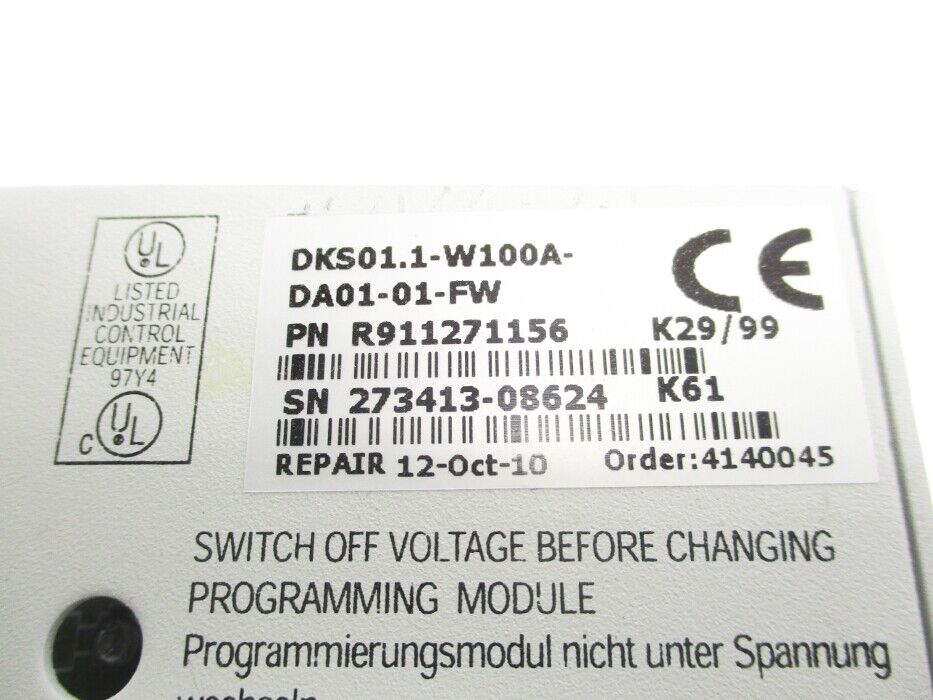 UL
LISTED
INDUSTRIAL
CONTROL
EQUIPMENT
97Y4
C UL
DKS01.1-W100A-
DA01-01-FW
CE
PN R911271156 K29/99
SN 273413-08624 K61
REPAIR 12-Oct-10 Order:4140045
SWITCH OFF VOLTAGE BEFORE CHANGING
PROGRAMMING MODULE
Programmierungsmodul nicht unter Spannung
wechseln